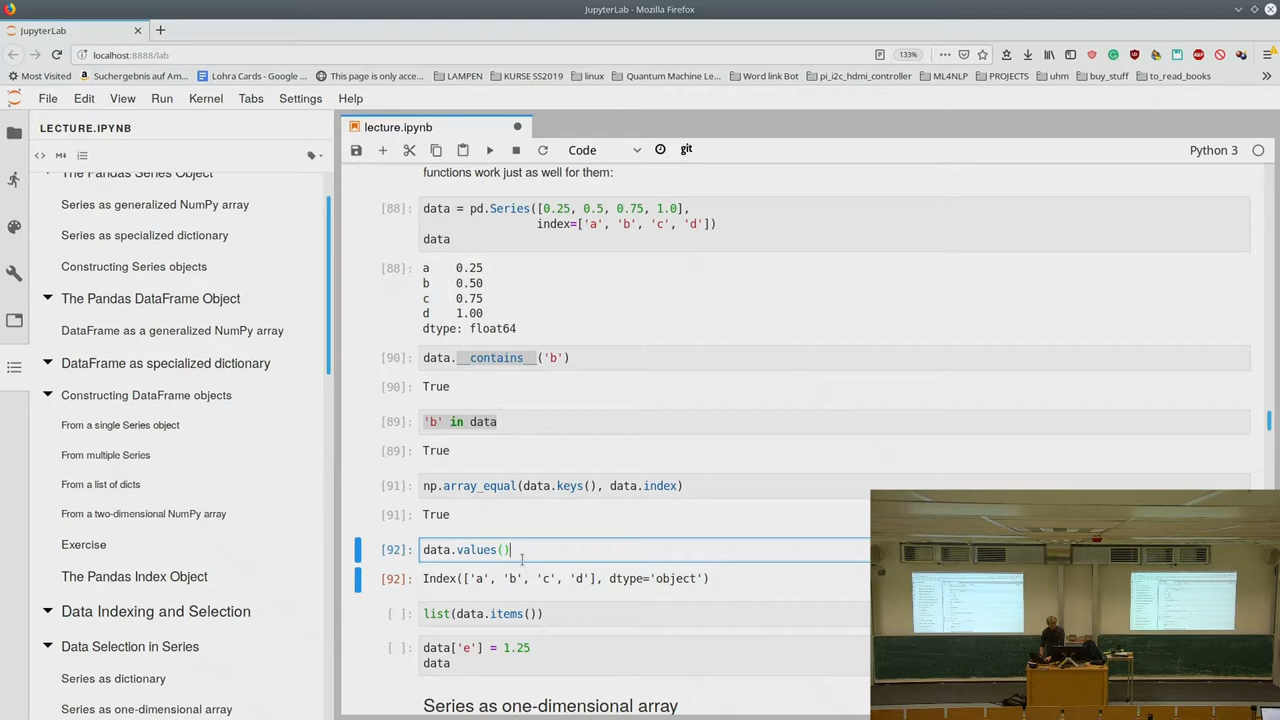 JupyterLab - Mozilla Firefox
JupyterLab
localhost:8888/lab
133%
Most Visited
Suchergebnis auf Am...
Lohra Cards - Google ...
This page is only acce...
LAMPEN
KURSE SS2019
linux
Quantum Machine Le...
Word link Bot
pi_i2c_hdmi_controller
ML4NLP
PROJECTS
uhm
buy_stuff
to_read_books
File Edit View Run Kernel Tabs Settings Help
LECTURE.IPYNB
The Pandas Series Object
Series as generalized NumPy array
Series as specialized dictionary
Constructing Series objects
The Pandas DataFrame Object
DataFrame as a generalized NumPy array
DataFrame as specialized dictionary
Constructing DataFrame objects
From a single Series object
From multiple Series
From a list of dicts
From a two-dimensional NumPy array
Exercise
The Pandas Index Object
Data Indexing and Selection
Data Selection in Series
Series as dictionary
Series as one-dimensional array
lecture.ipynb
Code
git
Python 3
functions work just as well for them:
[88]: data = pd.Series([0.25, 0.5, 0.75, 1.0],
index=['a', 'b', 'c', 'd'])
data
[88]: a 0.25
b 0.50
c 0.75
d 1.00
dtype: float64
[90]: data.__contains__('b')
[90]: True
[89]: 'b' in data
[89]: True
[91]: np.array_equal(data.keys(), data.index)
[91]: True
[92]: data.values()
[92]: Index(['a', 'b', 'c', 'd'], dtype='object')
[ ]: list(data.items())
[ ]: data['e'] = 1.25
data
Series as one-dimensional array